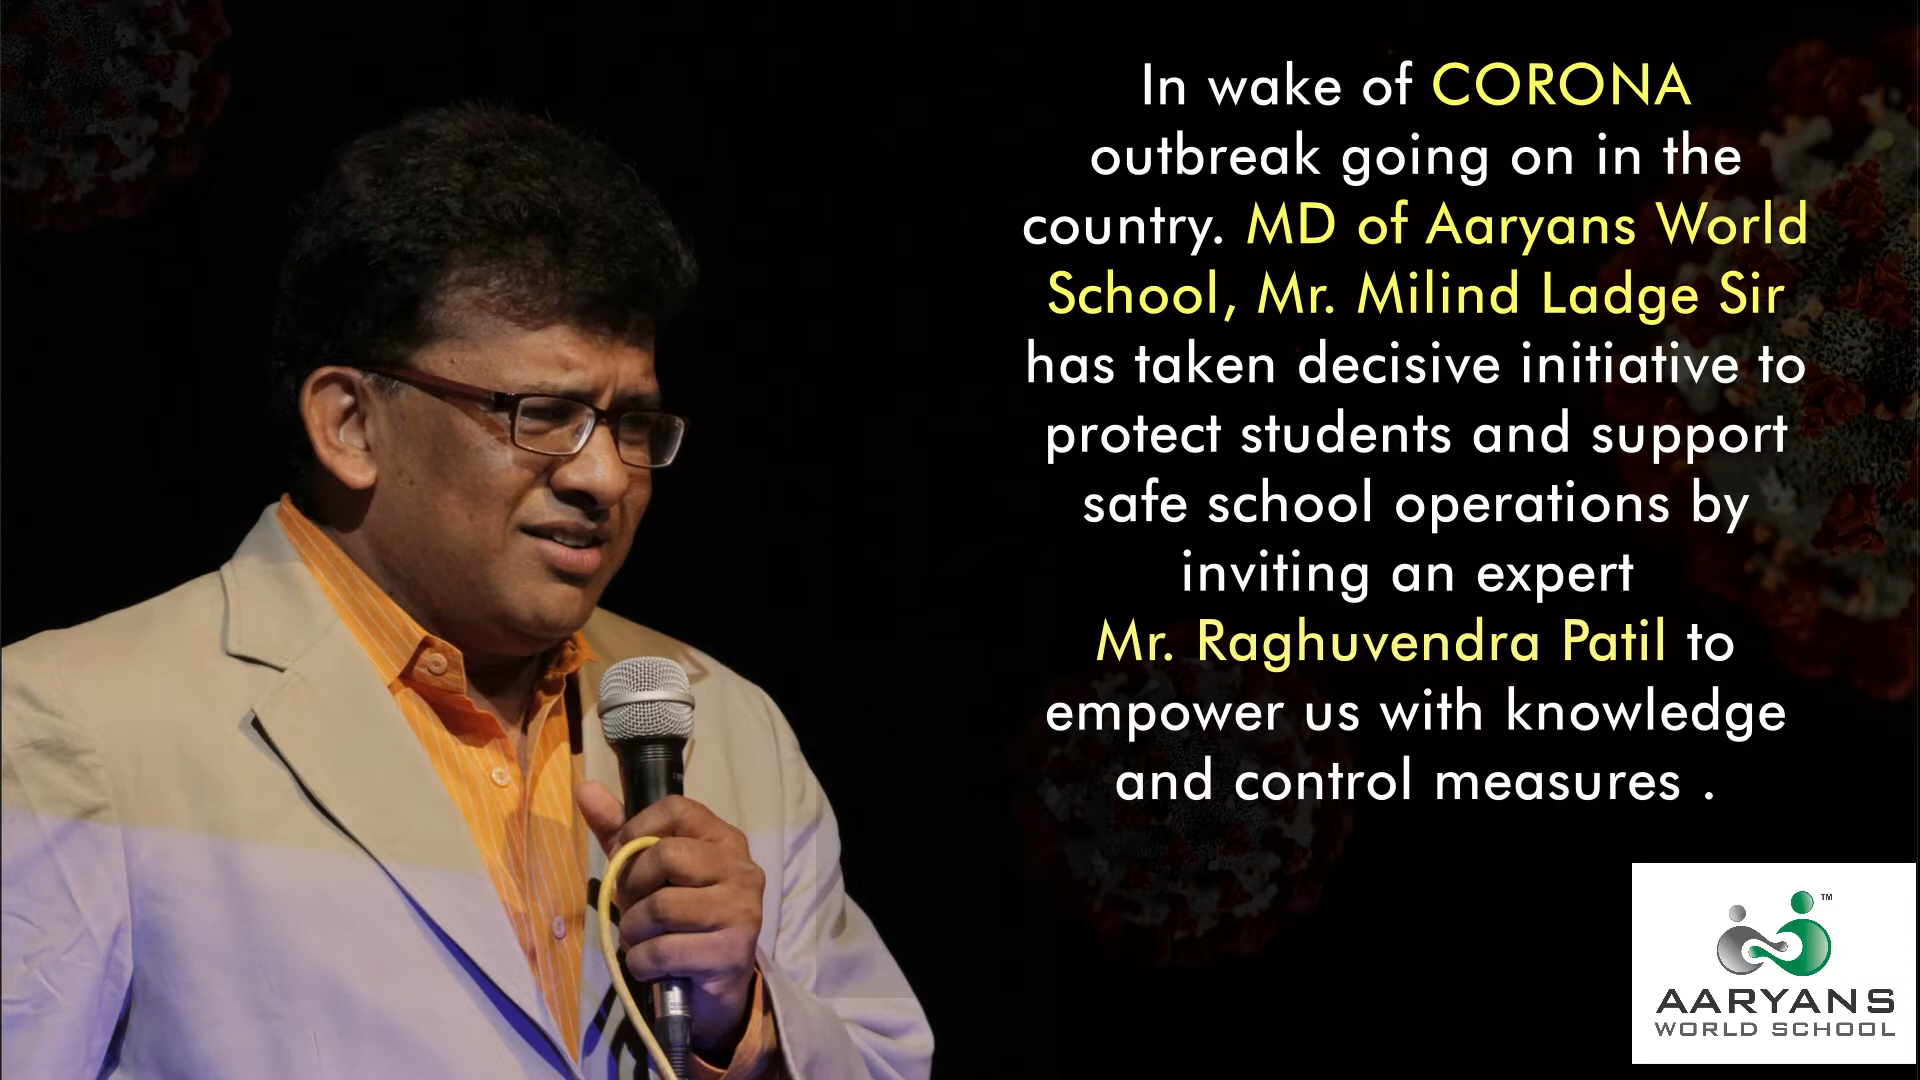 In wake of CORONA
outbreak going on in the
country. MD of Aaryans World
School, Mr. Milind Ladge Sir
has taken decisive initiative to
protect students and support
safe school operations by
inviting an expert
Mr. Raghuvendra Patil to
empower us with knowledge
and control measures .
TM
AARYANS
WORLD SCHOOL